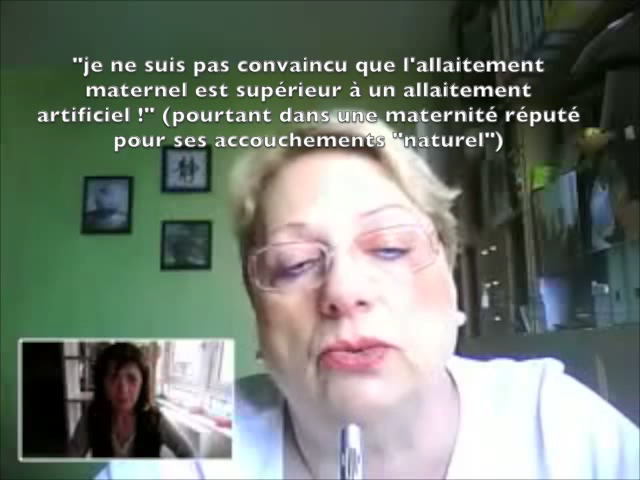 "je ne suis pas convaincu que l'allaitement
maternel est supérieur à un allaitement
artificiel !" (pourtant dans une maternité réputé
pour ses accouchements "naturel")
静